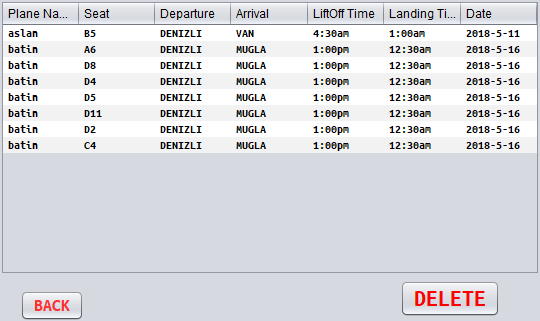 Plane Na... Seat Departure Arrival LiftOff Time Landing Ti... Date
aslan B5 DENIZLI VAN 4:30am 1:00am 2018-5-11
batin A6 DENIZLI MUGLA 1:00pm 12:30am 2018-5-16
batin D8 DENIZLI MUGLA 1:00pm 12:30am 2018-5-16
batin D4 DENIZLI MUGLA 1:00pm 12:30am 2018-5-16
batin D5 DENIZLI MUGLA 1:00pm 12:30am 2018-5-16
batin D11 DENIZLI MUGLA 1:00pm 12:30am 2018-5-16
batin D2 DENIZLI MUGLA 1:00pm 12:30am 2018-5-16
batin C4 DENIZLI MUGLA 1:00pm 12:30am 2018-5-16
BACK DELETE